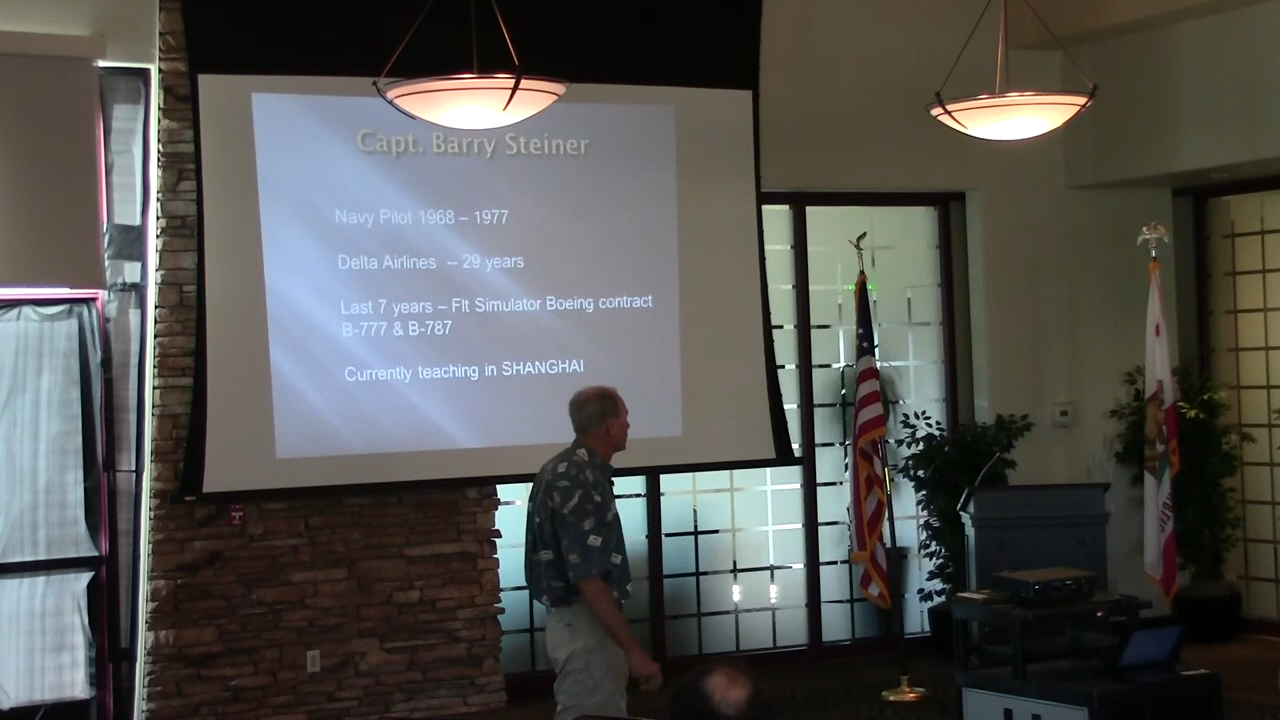 Capt. Barry Steiner
Navy Pilot 1968 – 1977
Delta Airlines -- 29 years
Last 7 years – Flt Simulator Boeing contract
B-777 & B-787
Currently teaching in SHANGHAI